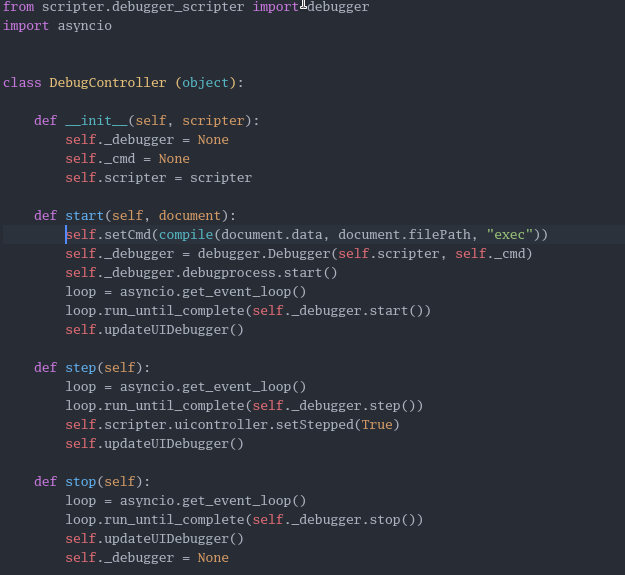 from scripter.debugger_scripter import debugger
import asyncio
class DebugController (object):
def __init__(self, scripter):
self._debugger = None
self._cmd = None
self.scripter = scripter
def start(self, document):
self.setCmd(compile(document.data, document.filePath, "exec"))
self._debugger = debugger.Debugger(self.scripter, self._cmd)
self._debugger.debugprocess.start()
loop = asyncio.get_event_loop()
loop.run_until_complete(self._debugger.start())
self.updateUIDebugger()
def step(self):
loop = asyncio.get_event_loop()
loop.run_until_complete(self._debugger.step())
self.scripter.uicontroller.setStepped(True)
self.updateUIDebugger()
def stop(self):
loop = asyncio.get_event_loop()
loop.run_until_complete(self._debugger.stop())
self.updateUIDebugger()
self._debugger = None